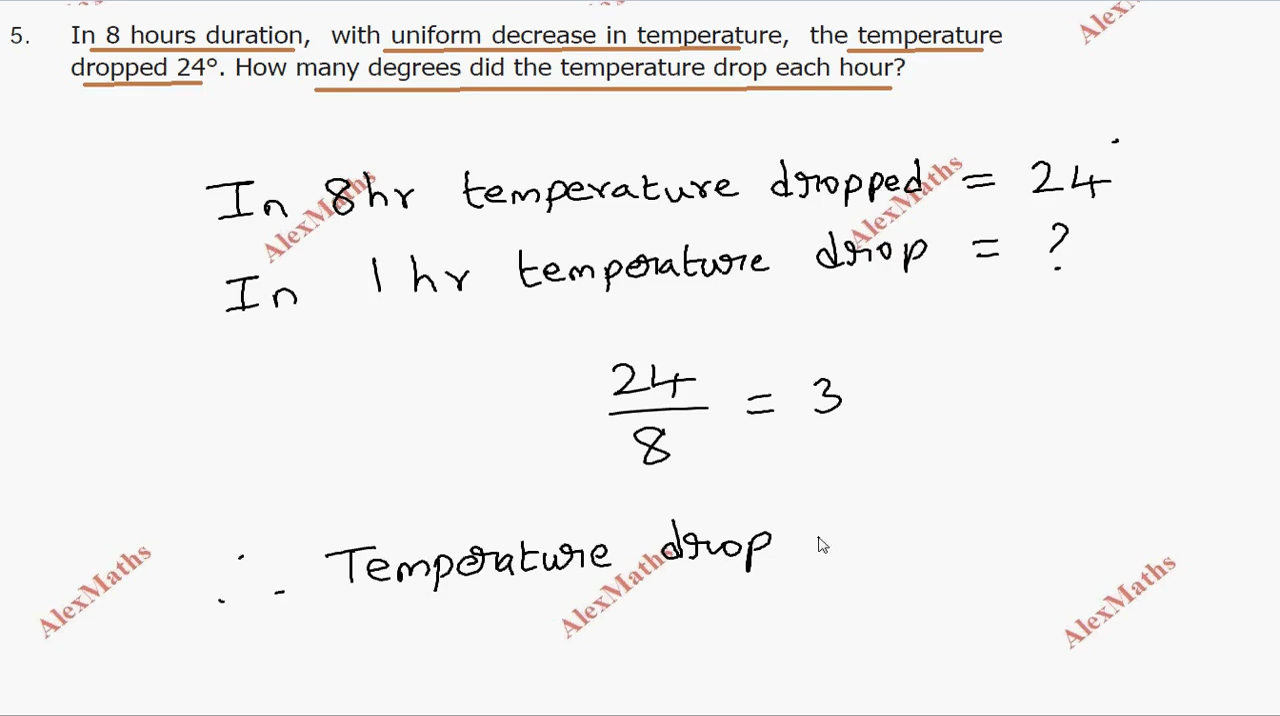 AlexMaths
5. In 8 hours duration, with uniform decrease in temperature, the temperature
dropped 24°. How many degrees did the temperature drop each hour?
In 8hr temperature dropped = 24°
AlexMaths AlexMaths
In 1hr temperature drop = ?
24
8
= 3
∴ Temperature drop
AlexMaths AlexMaths AlexMaths